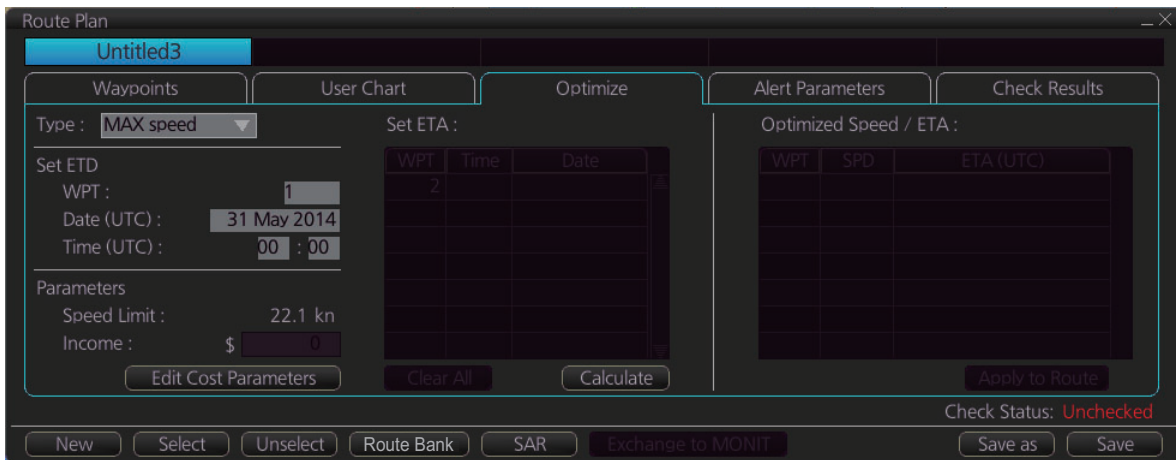 Route Plan
Untitled3
Waypoints User Chart Optimize Alert Parameters Check Results
Type : MAX speed
Set ETD
WPT : 1
Date (UTC) : 31 May 2014
Time (UTC) : 00 : 00
Parameters
Speed Limit : 22.1 kn
Income : $ 0
Edit Cost Parameters
Set ETA :
WPT Time Date
2
Clear All Calculate
Optimized Speed / ETA :
WPT SPD ETA (UTC)
Apply to Route
Check Status: Unchecked
New Select Unselect Route Bank SAR Exchange to MONIT Save as Save